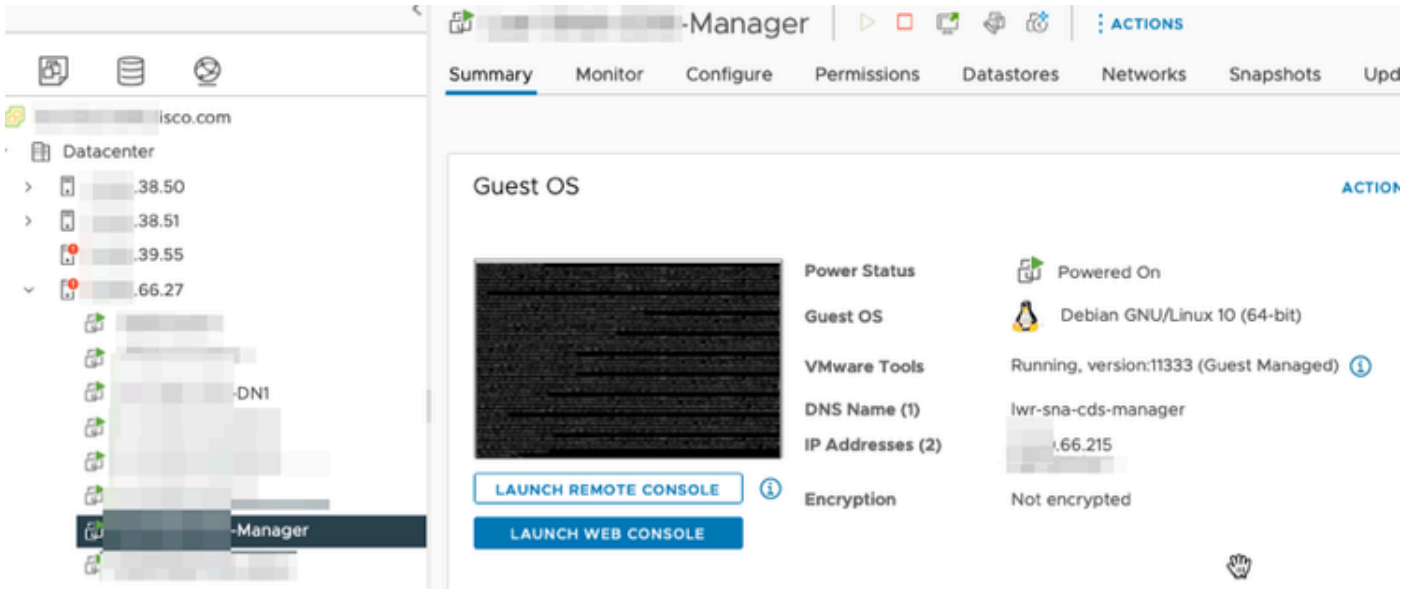 -Manager
ACTIONS
Summary Monitor Configure Permissions Datastores Networks Snapshots Upd
isco.com
Datacenter
.38.50
.38.51
.39.55
.66.27
-DN1
-Manager
Guest OS
ACTION
Power Status Powered On
Guest OS Debian GNU/Linux 10 (64-bit)
VMware Tools Running, version:11333 (Guest Managed)
DNS Name (1) lwr-sna-cds-manager
IP Addresses (2) .66.215
Encryption Not encrypted
LAUNCH REMOTE CONSOLE
LAUNCH WEB CONSOLE